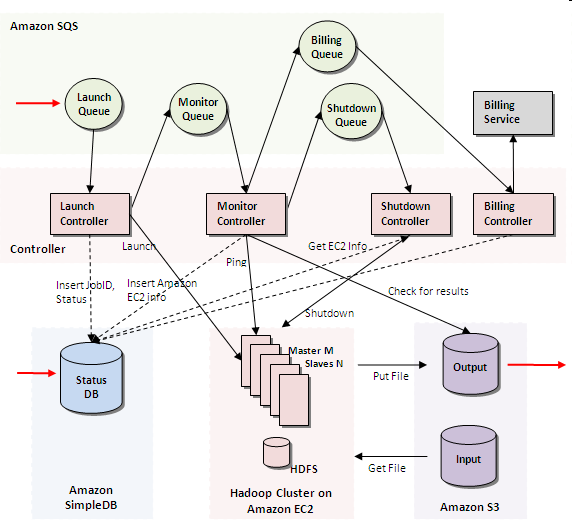 Amazon SQS
Billing
Queue
Launch
Queue
Monitor
Queue
Shutdown
Queue
Billing
Service
Launch
Controller
Monitor
Controller
Shutdown
Controller
Billing
Controller
Controller
Launch
Get EC2 Info
Ping
Insert JobID,
Status
Insert Amazon
EC2 info
Check for results
Shutdown
Status
DB
Master M
Slaves N
Put File
Output
Get File
Input
HDFS
Amazon
SimpleDB
Hadoop Cluster on
Amazon EC2
Amazon S3